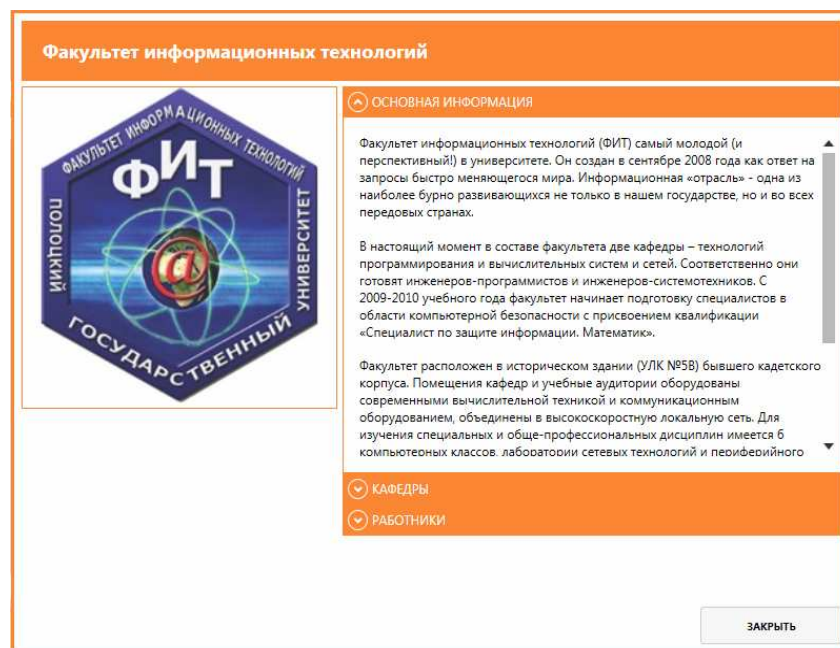 Факультет информационных технологий
ФАКУЛЬТЕТ ИНФОРМАЦИОННЫХ ТЕХНОЛОГИЙ
ФИТ
ПОЛОЦКИЙ
@
УНИВЕРСИТЕТ
ГОСУДАРСТВЕННЫЙ
ОСНОВНАЯ ИНФОРМАЦИЯ
Факультет информационных технологий (ФИТ) самый молодой (и
перспективный!) в университете. Он создан в сентябре 2008 года как ответ на
запросы быстро меняющегося мира. Информационная «отрасль» - одна из
наиболее бурно развивающихся не только в нашем государстве, но и во всех
передовых странах.
В настоящий момент в составе факультета две кафедры – технологий
программирования и вычислительных систем и сетей. Соответственно они
готовят инженеров-программистов и инженеров-системотехников. С
2009-2010 учебного года факультет начинает подготовку специалистов в
области компьютерной безопасности с присвоением квалификации
«Специалист по защите информации. Математик».
Факультет расположен в историческом здании (УЛК №5В) бывшего кадетского
корпуса. Помещения кафедр и учебные аудитории оборудованы
современными вычислительной техникой и коммуникационным
оборудованием, объединены в высокоскоростную локальную сеть. Для
изучения специальных и обще-профессиональных дисциплин имеется 6
компьютерных классов, лаборатории сетевых технологий и периферийного
КАФЕДРЫ
РАБОТНИКИ
ЗАКРЫТЬ